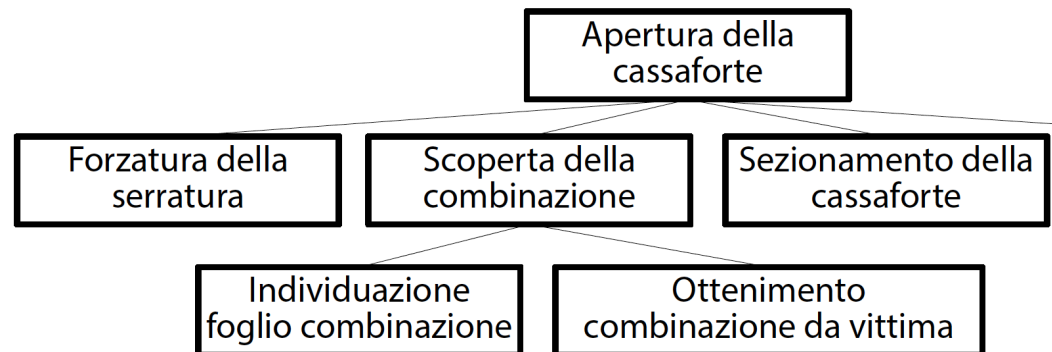 Apertura della
cassaforte
Forzatura della
serratura
Scoperta della
combinazione
Sezionamento della
cassaforte
Individuazione
foglio combinazione
Ottenimento
combinazione da vittima